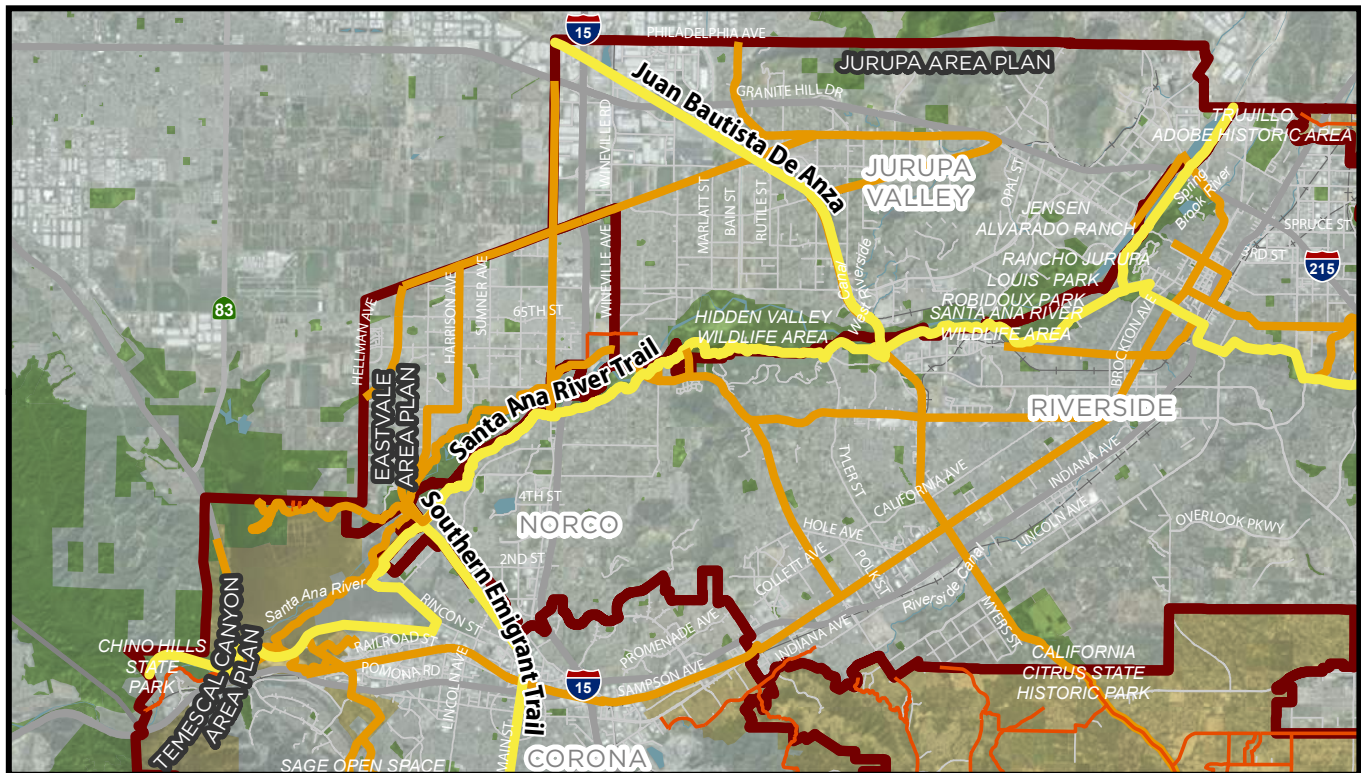 15
PHILADELPHIA AVE
JURUPA AREA PLAN
Juan Bautista De Anza
GRANITE HILL DR
WINEVILLE RD
TRUJILLO
ADOBE HISTORIC AREA
JURUPA
VALLEY
OPAL ST
Spring
Brook River
MARLATT ST
BAIN ST
RUTILE ST
JENSEN
ALVARADO RANCH
SPRUCE ST
3RD ST
215
RANCHO JURUPA
LOUIS PARK
ROBIDOUX PARK
SANTA ANA RIVER
WILDLIFE AREA
West Riverside
Canal
83
HELLMAN AVE
HARRISON AVE
SUMNER AVE
WINEVILLE AVE
65TH ST
HIDDEN VALLEY
WILDLIFE AREA
BROCKTON AVE
Santa Ana River Trail
EASTVALE
AREA PLAN
RIVERSIDE
TYLER ST
CALIFORNIA AVE
INDIANA AVE
Southern Emigrant Trail
4TH ST
NORCO
2ND ST
HOLE AVE
LINCOLN AVE
OVERLOOK PKWY
COLLETT AVE
POLK ST
Riverside Canal
MYERS ST
Santa Ana River
RINCON ST
RAILROAD ST
PROMENADE AVE
INDIANA AVE
CHINO HILLS
STATE
PARK
TEMESCAL CANYON
AREA PLAN
POMONA RD
LINCOLN AVE
15
SAMPSON AVE
CALIFORNIA
CITRUS STATE
HISTORIC PARK
MAIN ST
CORONA
SAGE OPEN SPACE